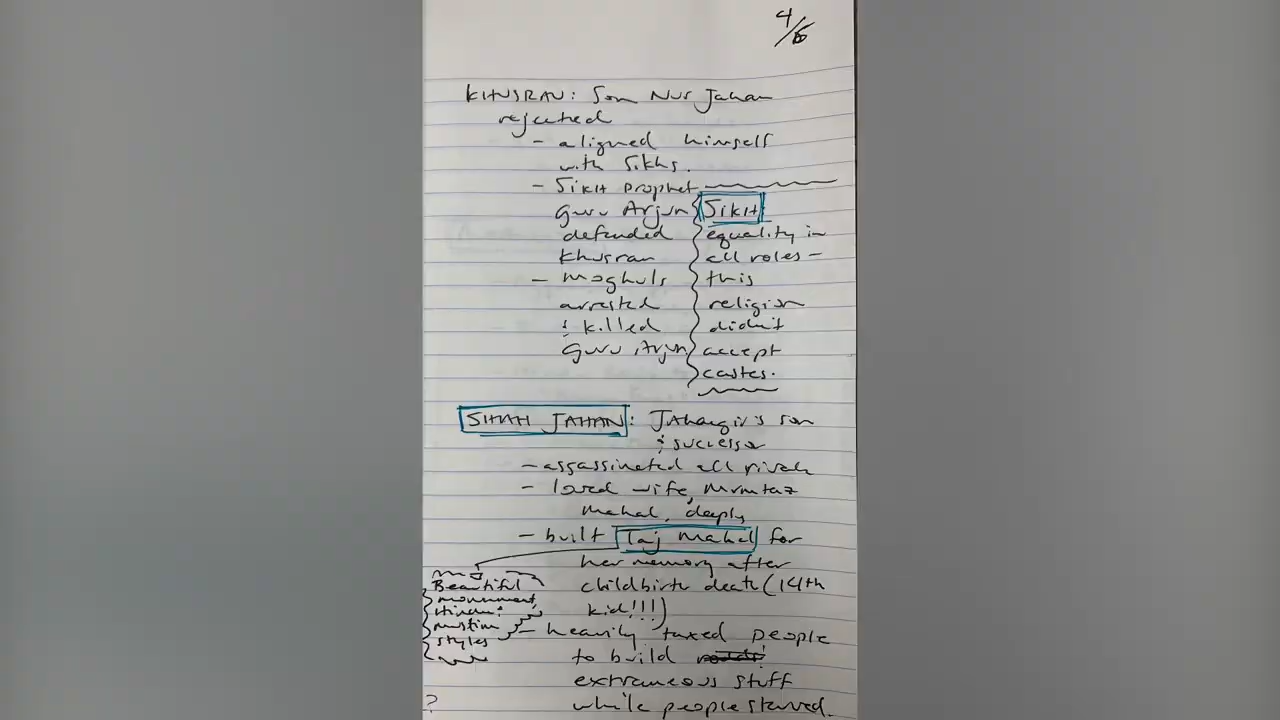 4/6
KHUSRAU: Son Nur Jahan
rejected
- aligned himself
with Sikhs.
- Sikh Prophet
Guru Arjun
defended
Khusrau
- Moghuls
arrested
& killed
Guru Arjun
SIKH
equality in
all roles -
this
religion
didn't
accept
castes.
SHAH JAHAN: Jahangir's son
& successor
- assassinated all rivals
- loved wife, Mumtaz
Mahal, deeply
- built Taj Mahal for
her memory after
childbirth death (14th
kid!!!)
Beautiful
monument,
Hindu &
muslim
styles
- heavily taxed people
to build
extraneous stuff
while people starved.
?